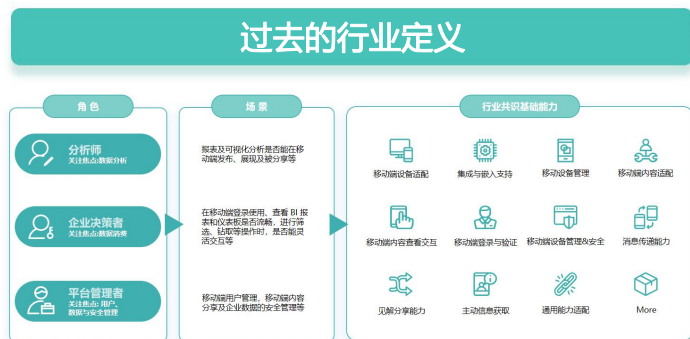 过去的行业定义
角色
场景
行业共识基础能力
分析师
关注焦点:数据分析
报表及可视化分析是否能在移
动端发布、展现及被分享等
企业决策者
关注焦点:数据消费
在移动端登录使用、查看 BI 报
表和仪表板是否流畅，进行筛
选、钻取等操作时，是否能灵
活交互等
平台管理者
关注焦点: 用户,
数据与安全管理
移动端用户管理，移动端内容
分享及企业数据的安全管理等
移动端设备适配
集成与嵌入支持
移动设备管理
移动端内容适配
移动端内容查看交互
移动端登录与验证
移动端设备管理&安全
消息传递能力
见解分享能力
主动信息获取
通用能力适配
More